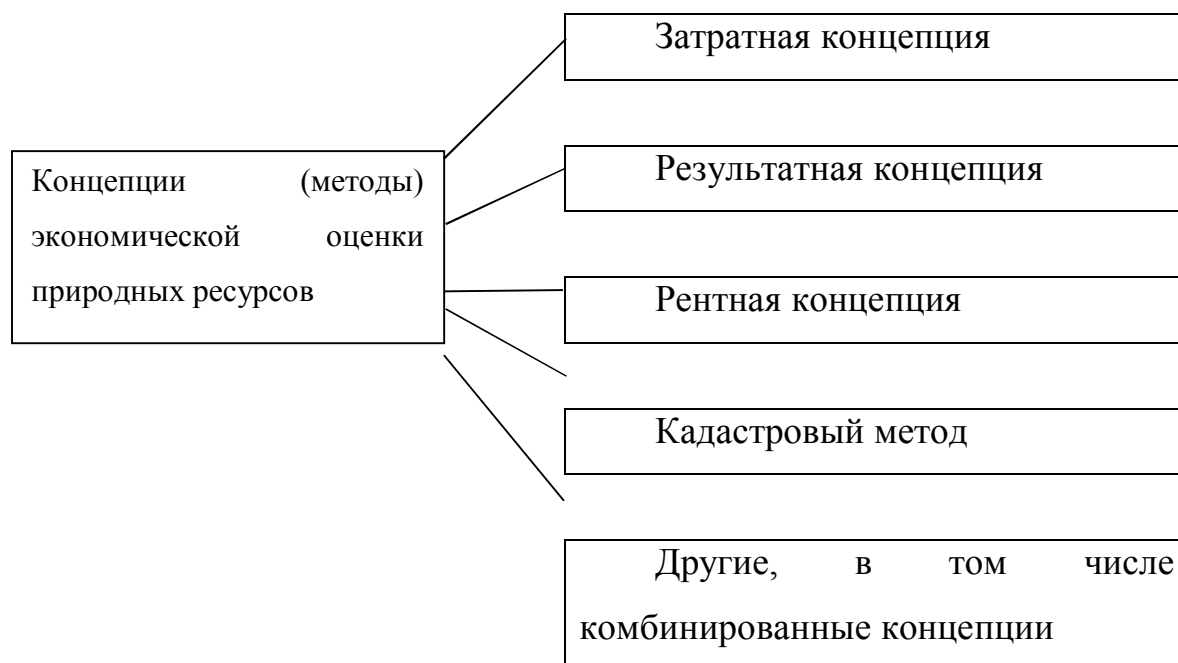 Затратная концепция
Концепции (методы)
экономической оценки
природных ресурсов
Результатная концепция
Рентная концепция
Кадастровый метод
Другие, в том числе
комбинированные концепции